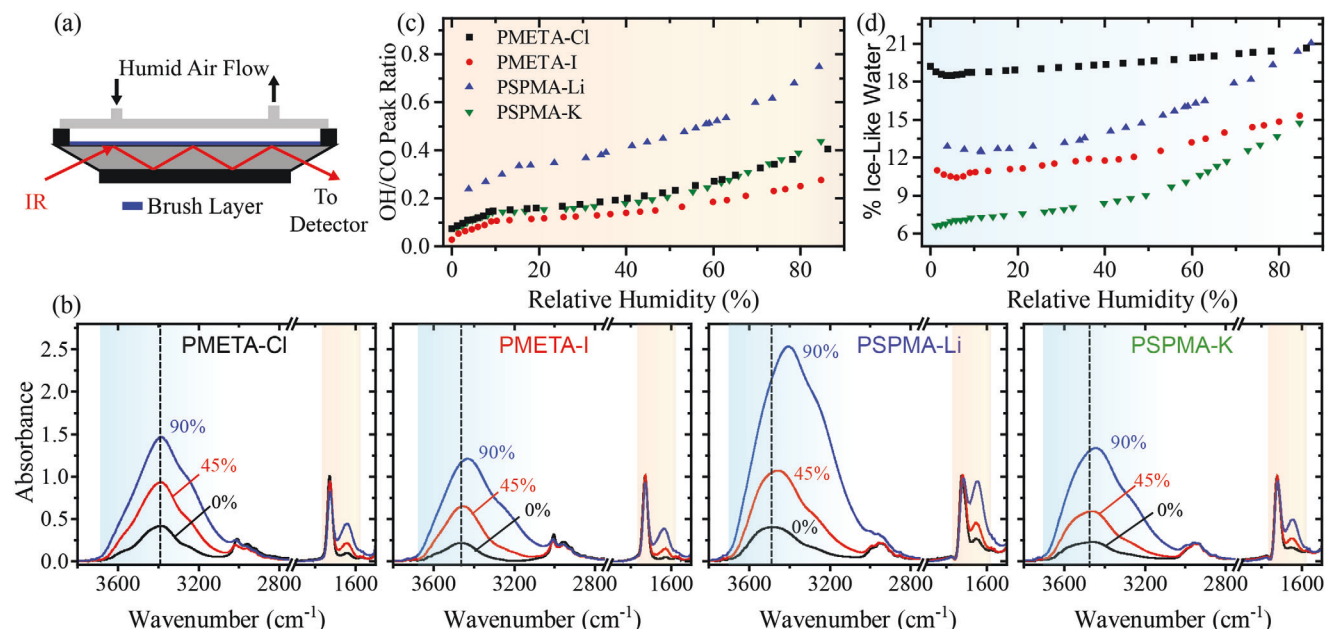 (a)
Humid Air Flow
IR
Brush Layer
To
Detector
(c)
OH/CO Peak Ratio
0.8
0.6
0.4
0.2
0.0
PMETA-Cl
PMETA-I
PSPMA-Li
PSPMA-K
0 20 40 60 80
Relative Humidity (%)
(d)
% Ice-Like Water
21
18
15
12
9
6
0 20 40 60 80
Relative Humidity (%)
(b)
Absorbance
2.5
2.0
1.5
1.0
0.5
0.0
PMETA-Cl
90%
45%
0%
3600 3200 2800 1600
Wavenumber (cm⁻¹)
PMETA-I
90%
45%
0%
3600 3200 2800 1600
Wavenumber (cm⁻¹)
PSPMA-Li
90%
45%
0%
3600 3200 2800 1600
Wavenumber (cm⁻¹)
PSPMA-K
90%
45%
0%
3600 3200 2800 1600
Wavenumber (cm⁻¹)